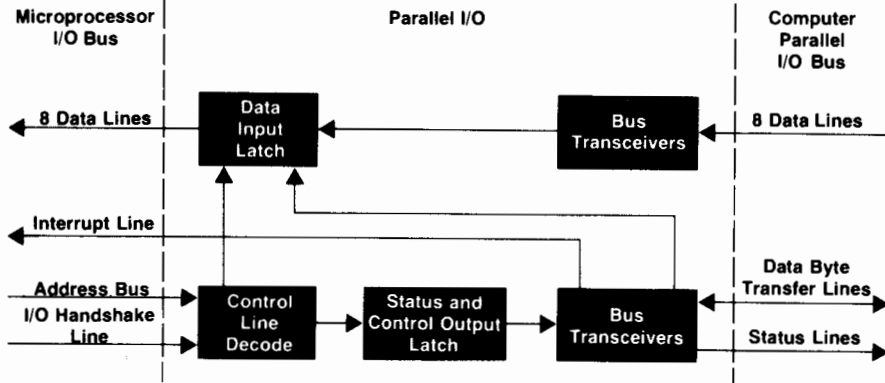 Microprocessor
I/O Bus
Parallel I/O
Computer
Parallel
I/O Bus
8 Data Lines
Data
Input
Latch
Bus
Transceivers
8 Data Lines
Interrupt Line
Address Bus
I/O Handshake
Line
Control
Line
Decode
Status and
Control Output
Latch
Bus
Transceivers
Data Byte
Transfer Lines
Status Lines